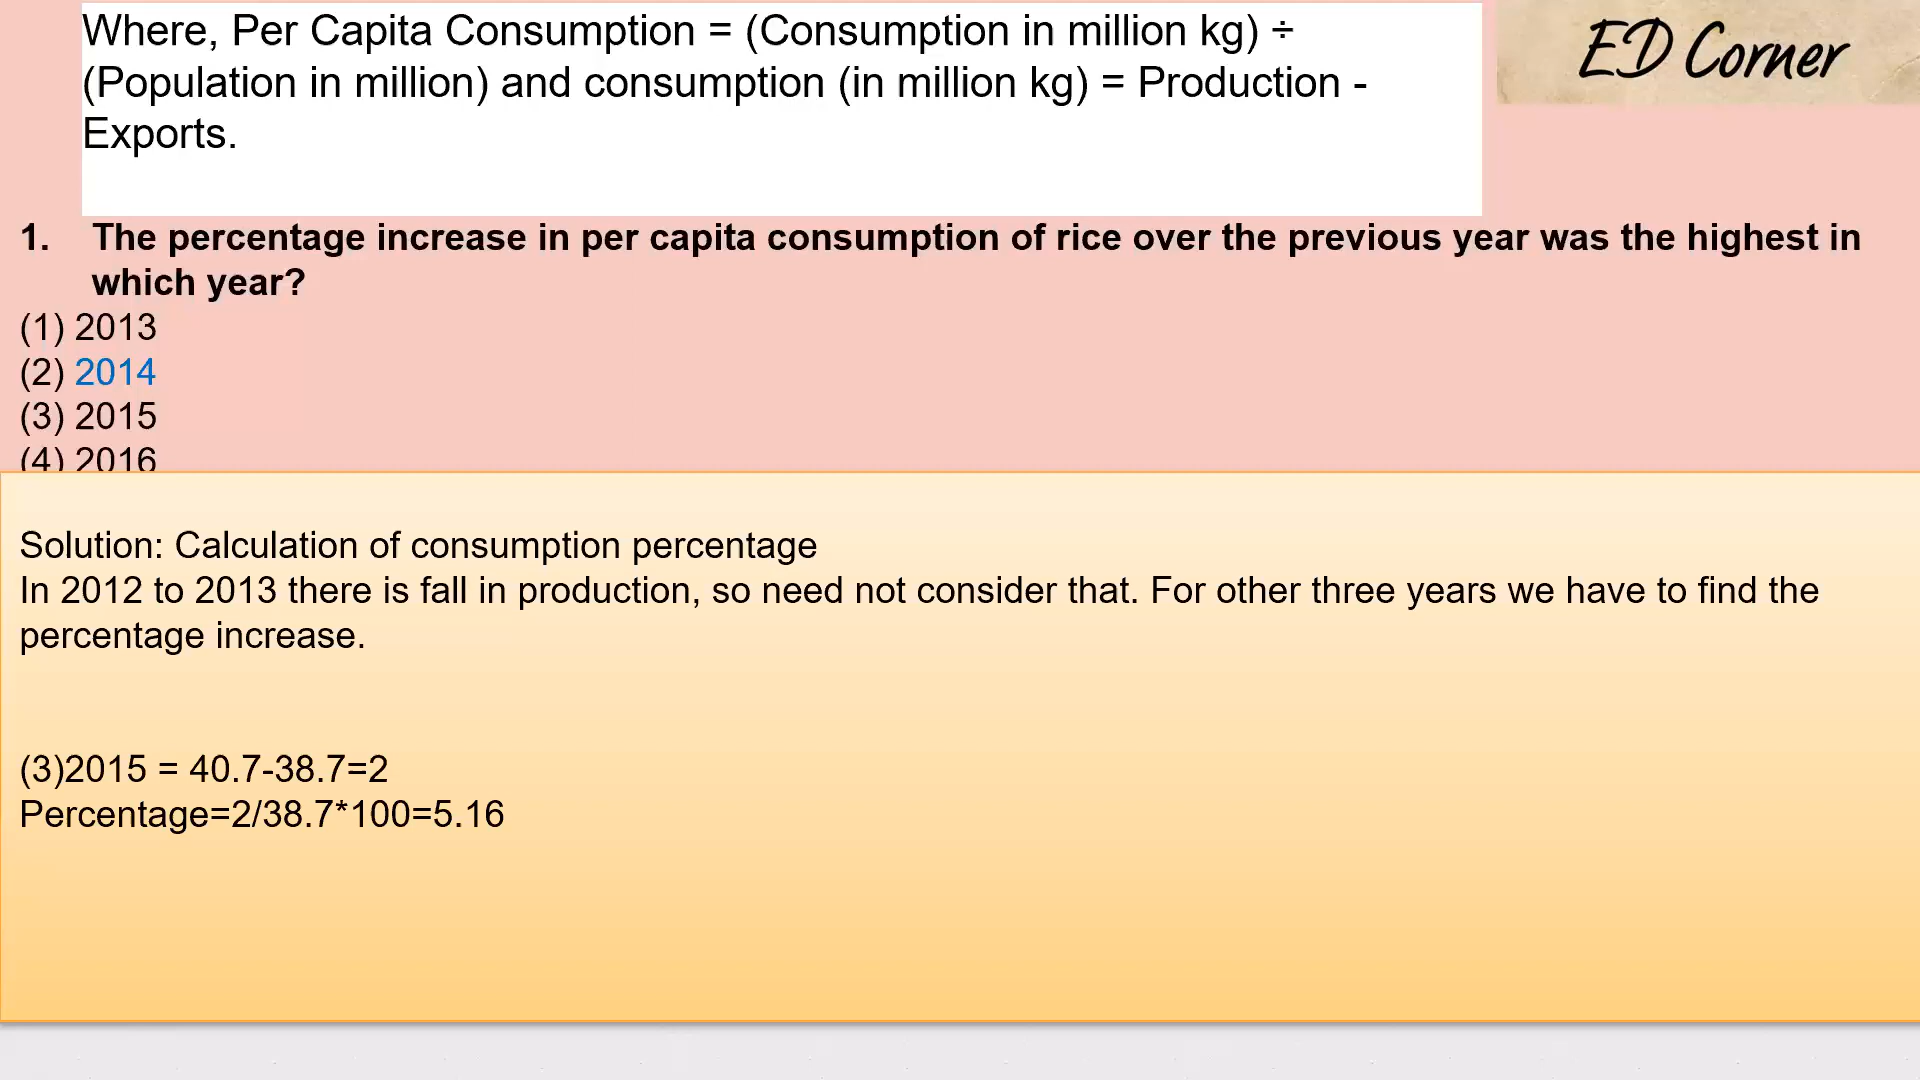 Where, Per Capita Consumption = (Consumption in million kg) ÷
(Population in million) and consumption (in million kg) = Production -
Exports.
ED Corner
1. The percentage increase in per capita consumption of rice over the previous year was the highest in
which year?
(1) 2013
(2) 2014
(3) 2015
(4) 2016
Solution: Calculation of consumption percentage
In 2012 to 2013 there is fall in production, so need not consider that. For other three years we have to find the
percentage increase.
(3)2015 = 40.7-38.7=2
Percentage=2/38.7*100=5.16